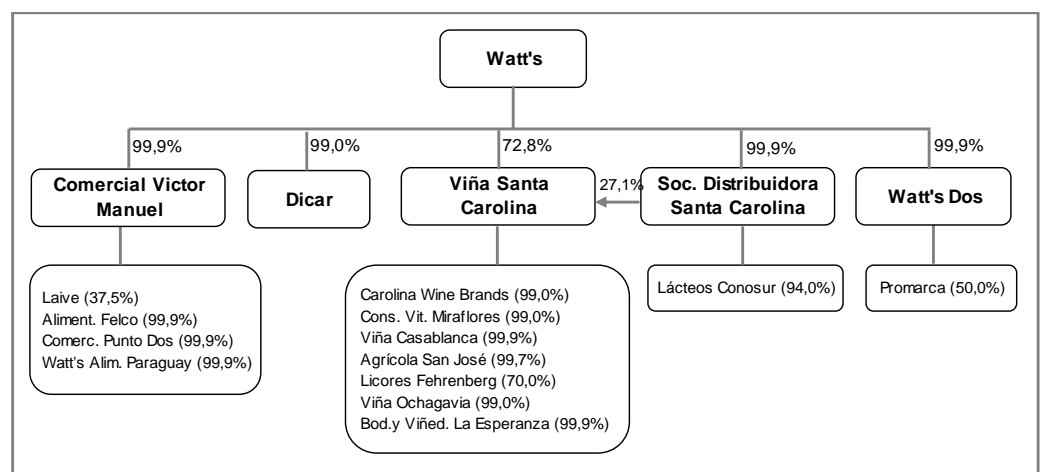 Watt's
99,9%
99,0%
72,8%
99,9%
99,9%
Comercial Victor
Manuel
Dicar
Viña Santa
Carolina
27,1%
Soc. Distribuidora
Santa Carolina
Watt's Dos
Laive (37,5%)
Aliment. Felco (99,9%)
Comerc. Punto Dos (99,9%)
Watt's Alim. Paraguay (99,9%)
Carolina Wine Brands (99,0%)
Cons. Vit. Miraflores (99,0%)
Viña Casablanca (99,9%)
Agrícola San José (99,7%)
Licores Fehrenberg (70,0%)
Viña Ochagavia (99,0%)
Bod.y Viñed. La Esperanza (99,9%)
Lácteos Conosur (94,0%)
Promarca (50,0%)